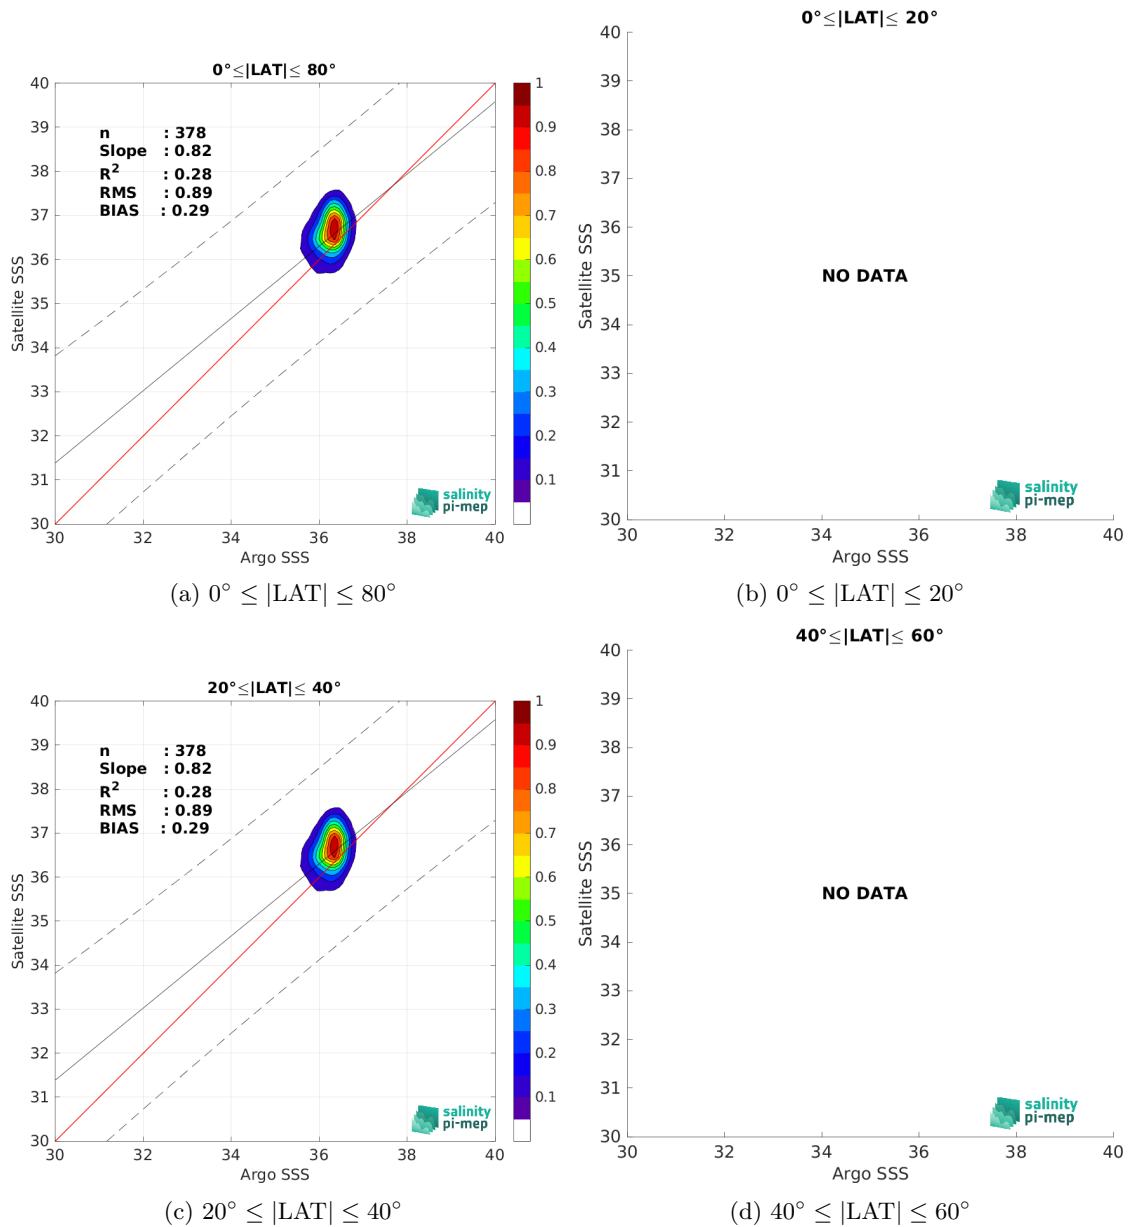 0°≤|LAT|≤ 80°
40
39
38
37
36
35
34
33
32
31
30
Satellite SSS
n : 378
Slope : 0.82
R² : 0.28
RMS : 0.89
BIAS : 0.29
salinity
pi-mep
30 32 34 36 38 40
Argo SSS
1
0.9
0.8
0.7
0.6
0.5
0.4
0.3
0.2
0.1
(a) 0° ≤ |LAT| ≤ 80°
0°≤|LAT|≤ 20°
40
39
38
37
36
35
34
33
32
31
30
Satellite SSS
NO DATA
salinity
pi-mep
30 32 34 36 38 40
Argo SSS
(b) 0° ≤ |LAT| ≤ 20°
20°≤|LAT|≤ 40°
40
39
38
37
36
35
34
33
32
31
30
Satellite SSS
n : 378
Slope : 0.82
R² : 0.28
RMS : 0.89
BIAS : 0.29
salinity
pi-mep
30 32 34 36 38 40
Argo SSS
1
0.9
0.8
0.7
0.6
0.5
0.4
0.3
0.2
0.1
(c) 20° ≤ |LAT| ≤ 40°
40°≤|LAT|≤ 60°
40
39
38
37
36
35
34
33
32
31
30
Satellite SSS
NO DATA
salinity
pi-mep
30 32 34 36 38 40
Argo SSS
(d) 40° ≤ |LAT| ≤ 60°